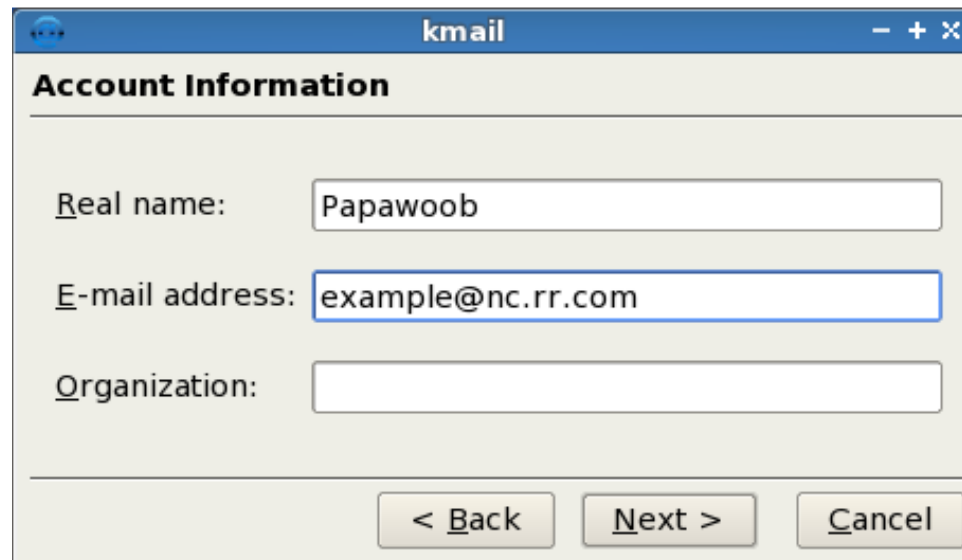 kmail
Account Information
Real name: Papawoob
E-mail address: example@nc.rr.com
Organization:
< Back Next > Cancel